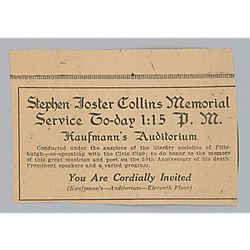 Stephen Foster Collins Memorial
Service To-day 1:15 P. M.
Kaufmann's Auditorium
Conducted under the auspices of the literary societies of Pitts-
burgh—co-operating with the Civic Club; to do honor to the memory
of this great musician and poet on the 59th Anniversary of his death.
Prominent speakers and a varied program.
You Are Cordially Invited
(Kaufmann's—Auditorium—Eleventh Floor)